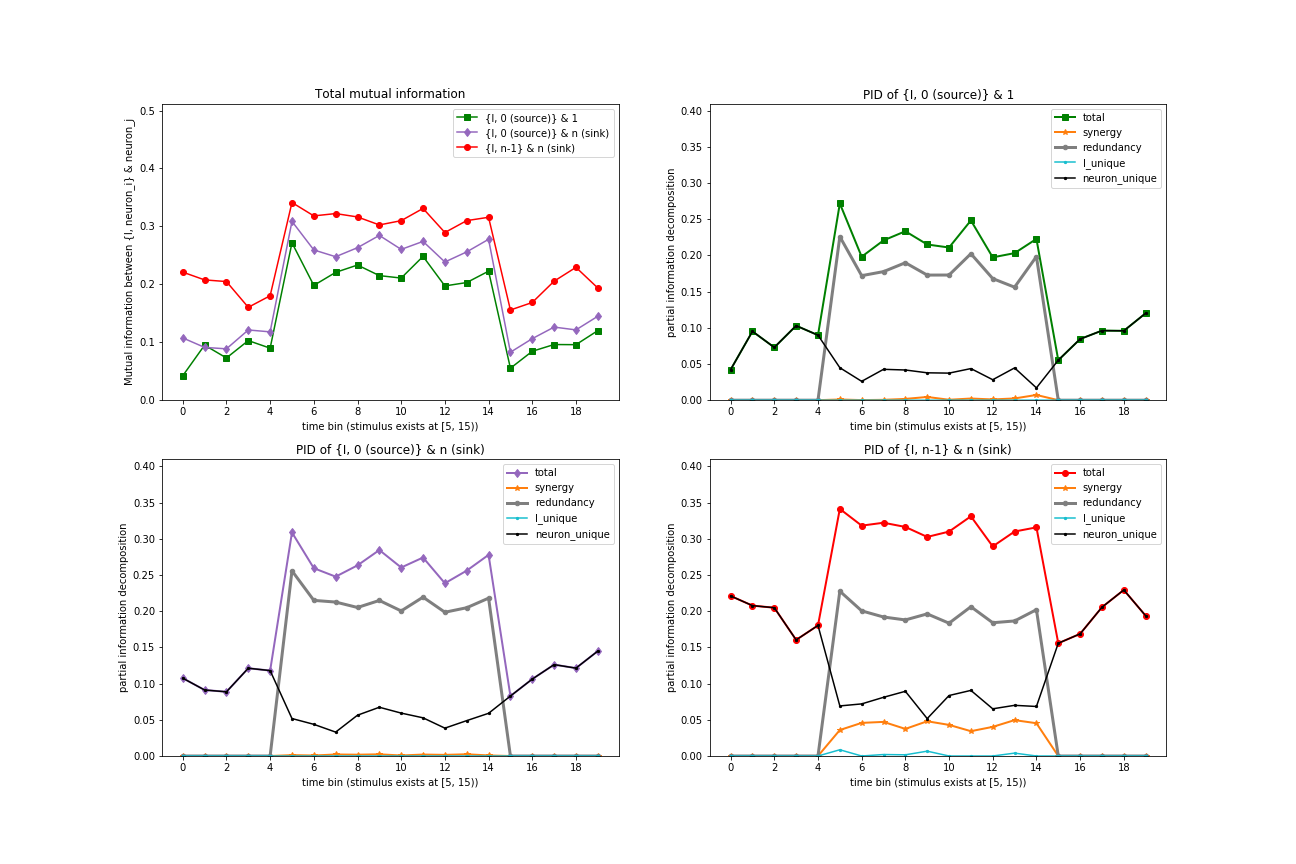 Total mutual information
Mutual information between {I, neuron_i} & neuron_j
0.5
0.4
0.3
0.2
0.1
0.0
{I, 0 (source)} & 1
{I, 0 (source)} & n (sink)
{I, n-1} & n (sink)
0 2 4 6 8 10 12 14 16 18
time bin (stimulus exists at [5, 15))
PID of {I, 0 (source)} & 1
partial information decomposition
0.40
0.35
0.30
0.25
0.20
0.15
0.10
0.05
0.00
total
synergy
redundancy
I_unique
neuron_unique
0 2 4 6 8 10 12 14 16 18
time bin (stimulus exists at [5, 15))
PID of {I, 0 (source)} & n (sink)
partial information decomposition
0.40
0.35
0.30
0.25
0.20
0.15
0.10
0.05
0.00
total
synergy
redundancy
I_unique
neuron_unique
0 2 4 6 8 10 12 14 16 18
time bin (stimulus exists at [5, 15))
PID of {I, n-1} & n (sink)
partial information decomposition
0.40
0.35
0.30
0.25
0.20
0.15
0.10
0.05
0.00
total
synergy
redundancy
I_unique
neuron_unique
0 2 4 6 8 10 12 14 16 18
time bin (stimulus exists at [5, 15))